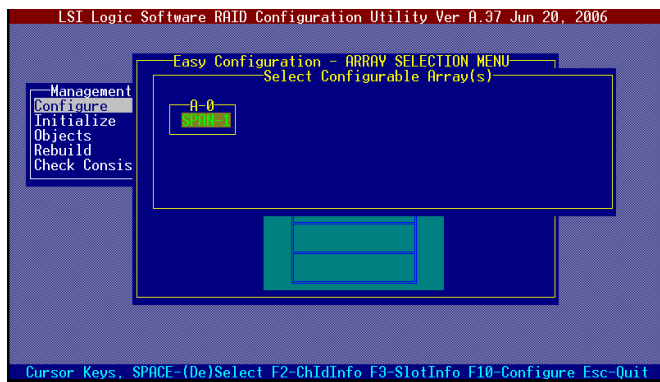 LSI Logic Software RAID Configuration Utility Ver A.37 Jun 20, 2006
Easy Configuration - ARRAY SELECTION MENU
Select Configurable Array(s)
A-0
SPAN-1
Management
Configure
Initialize
Objects
Rebuild
Check Consis
Cursor Keys, SPACE-(De)Select F2-ChIdInfo F3-SlotInfo F10-Configure Esc-Quit